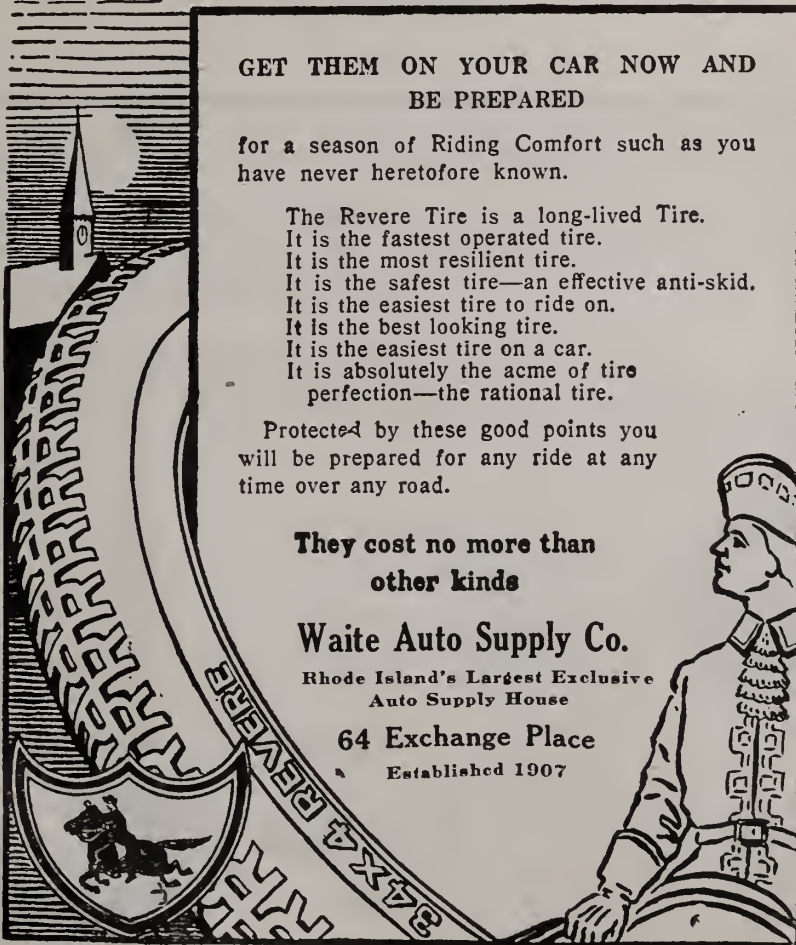 GET THEM ON YOUR CAR NOW AND
BE PREPARED
for a season of Riding Comfort such as you
have never heretofore known.
The Revere Tire is a long-lived Tire.
It is the fastest operated tire.
It is the most resilient tire.
It is the safest tire—an effective anti-skid.
It is the easiest tire to ride on.
It is the best looking tire.
It is the easiest tire on a car.
It is absolutely the acme of tire
perfection—the rational tire.
Protected by these good points you
will be prepared for any ride at any
time over any road.
They cost no more than
other kinds
Waite Auto Supply Co.
Rhode Island's Largest Exclusive
Auto Supply House
64 Exchange Place
Established 1907
34X4 REVERE